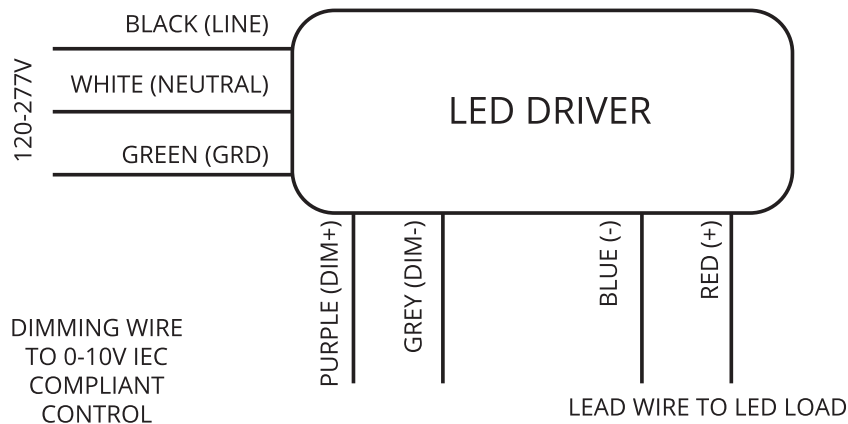 BLACK (LINE)
WHITE (NEUTRAL)
GREEN (GRD)
120-277V
LED DRIVER
PURPLE (DIM+)
GREY (DIM-)
BLUE (-)
RED (+)
DIMMING WIRE
TO 0-10V IEC
COMPLIANT
CONTROL
LEAD WIRE TO LED LOAD